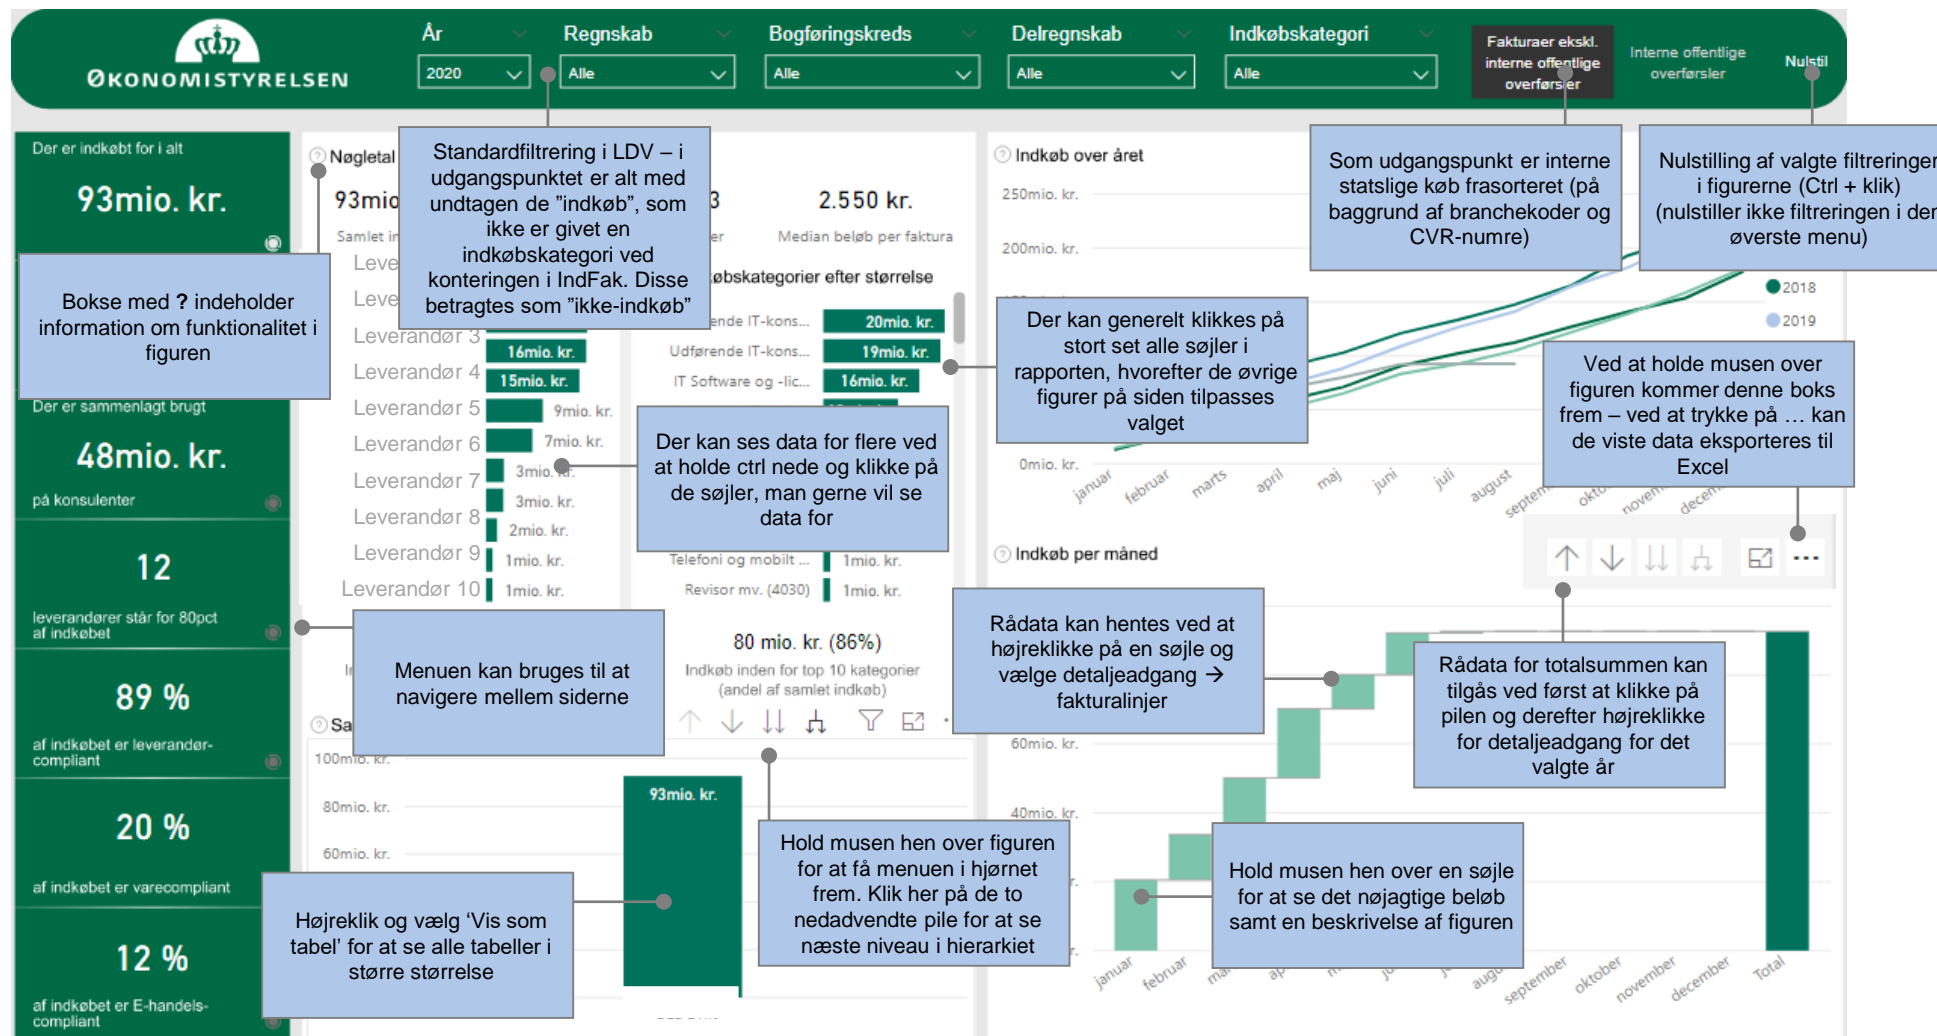 ØKONOMISTYRELSEN
År
2020
Regnskab
Alle
Bogføringskreds
Alle
Delregnskab
Alle
Indkøbskategori
Alle
Fakturaer ekskl.
interne offentlige
overførsler
Interne offentlige
overførsler
Nulstil
Der er indkøbt for i alt
93mio. kr.
Bokse med ? indeholder
information om funktionalitet i
figuren
Der er sammenlagt brugt
48mio. kr.
på konsulenter
12
leverandører står for 80pct
af indkøbet
89 %
af indkøbet er leverandør-
compliant
20 %
af indkøbet er varecompliant
12 %
af indkøbet er E-handels-
compliant
Nøgletal
93mio
Samlet in
3
er
2.550 kr.
Median beløb per faktura
Standardfiltrering i LDV – i
udgangspunktet er alt med
undtagen de ”indkøb”, som
ikke er givet en
indkøbskategori ved
konteringen i IndFak. Disse
betragtes som ”ikke-indkøb”
Leve
Leve
Leverandør 3
Leverandør 4
Leverandør 5
Leverandør 6
Leverandør 7
Leverandør 8
Leverandør 9
Leverandør 10
16mio. kr.
15mio. kr.
9mio. kr.
7mio. kr.
3mio. kr.
3mio. kr.
2mio. kr.
1mio. kr.
1mio. kr.
øbskategorier efter størrelse
ende IT-kons... 20mio. kr.
Udførende IT-kons... 19mio. kr.
IT Software og -lic... 16mio. kr.
Der kan ses data for flere ved
at holde ctrl nede og klikke på
de søjler, man gerne vil se
data for
Telefoni og mobilt ... 1mio. kr.
Revisor mv. (4030) 1mio. kr.
80 mio. kr. (86%)
Indkøb inden for top 10 kategorier
(andel af samlet indkøb)
Menuen kan bruges til at
navigere mellem siderne
Sa
100mio. kr.
80mio. kr.
60mio. kr.
93mio. kr.
Højreklik og vælg ‘Vis som
tabel’ for at se alle tabeller i
større størrelse
Hold musen hen over figuren
for at få menuen i hjørnet
frem. Klik her på de to
nedadvendte pile for at se
næste niveau i hierarkiet
Indkøb over året
250mio. kr.
200mio. kr.
0mio. kr.
januar
februar
marts
april
maj
juni
juli
august
septem
okto
novem
decem
2018
2019
Som udgangspunkt er interne
statslige køb frasorteret (på
baggrund af branchekoder og
CVR-numre)
Nulstilling af valgte filtreringer
i figurerne (Ctrl + klik)
(nulstiller ikke filtreringen i den
øverste menu)
Der kan generelt klikkes på
stort set alle søjler i
rapporten, hvorefter de øvrige
figurer på siden tilpasses
valget
Ved at holde musen over
figuren kommer denne boks
frem – ved at trykke på … kan
de viste data eksporteres til
Excel
Indkøb per måned
Rådata kan hentes ved at
højreklikke på en søjle og
vælge detaljeadgang →
fakturalinjer
Rådata for totalsummen kan
tilgås ved først at klikke på
pilen og derefter højreklikke
for detaljeadgang for det
valgte år
60mio. kr.
40mio. kr.
Hold musen hen over en søjle
for at se det nøjagtige beløb
samt en beskrivelse af figuren
januar
februar
september
oktober
november
december
Total